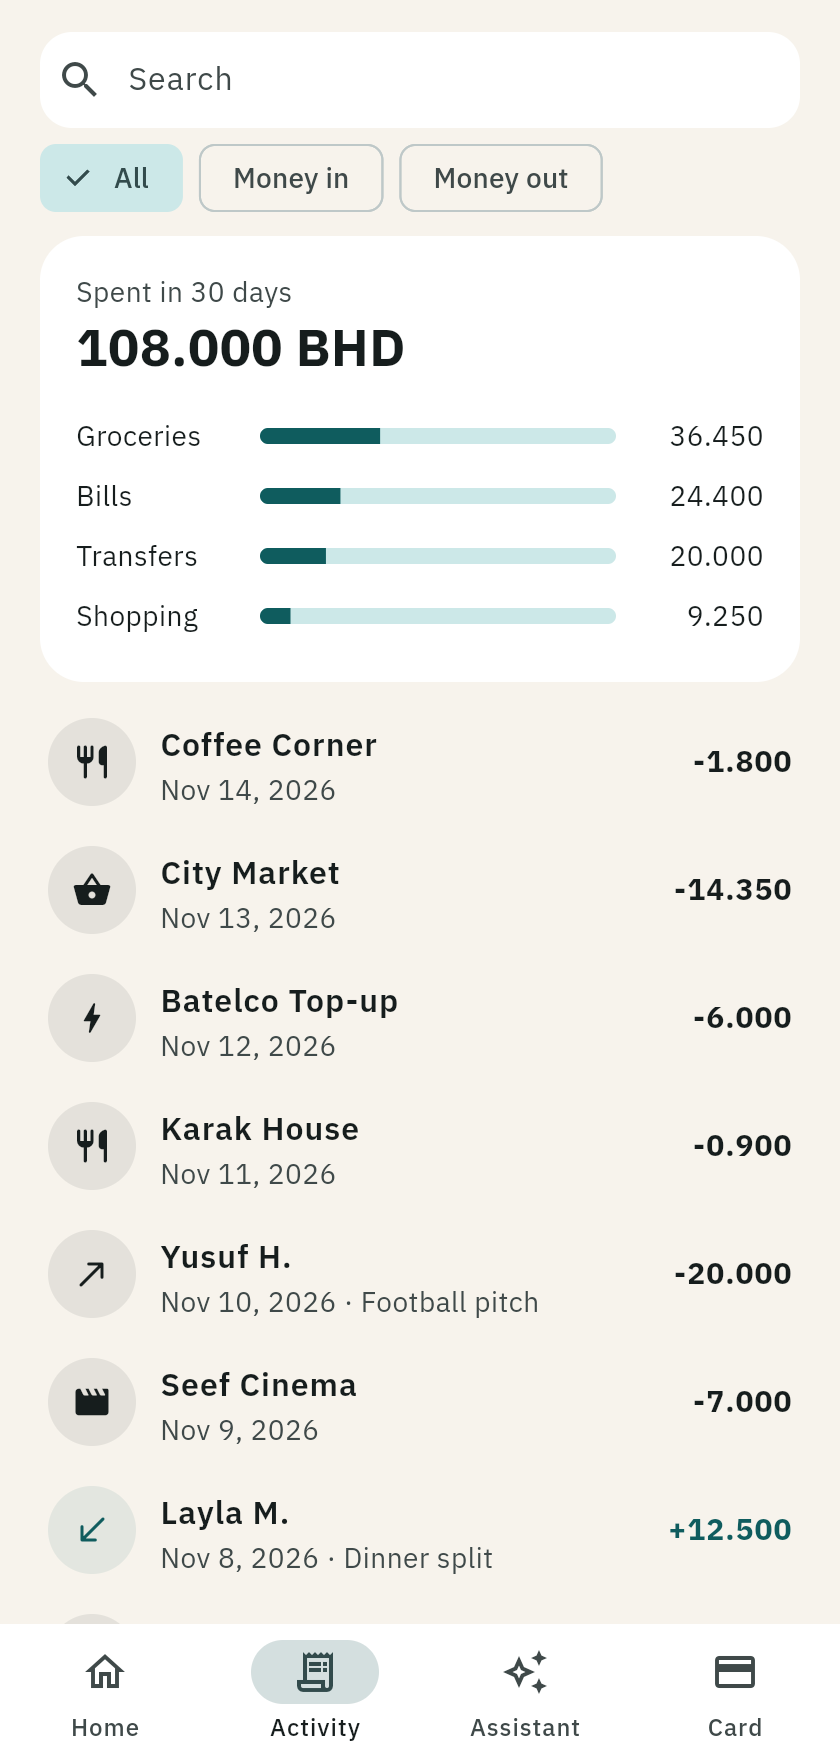 Search
All
Money in
Money out
Spent in 30 days
108.000 BHD
Groceries 36.450
Bills 24.400
Transfers 20.000
Shopping 9.250
Coffee Corner
Nov 14, 2026
-1.800
City Market
Nov 13, 2026
-14.350
Batelco Top-up
Nov 12, 2026
-6.000
Karak House
Nov 11, 2026
-0.900
Yusuf H.
Nov 10, 2026 · Football pitch
-20.000
Seef Cinema
Nov 9, 2026
-7.000
Layla M.
Nov 8, 2026 · Dinner split
+12.500
Home
Activity
Assistant
Card